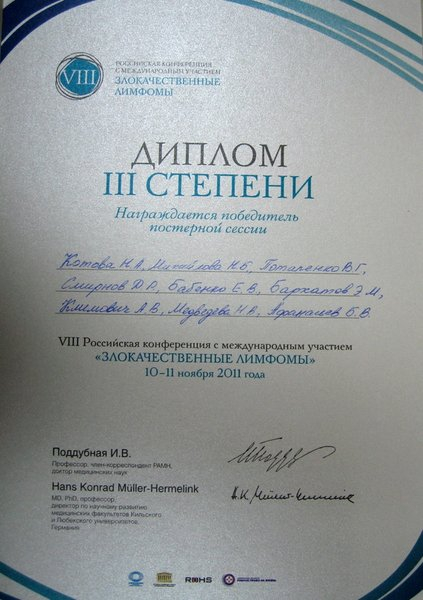 VIII
РОССИЙСКАЯ КОНФЕРЕНЦИЯ
С МЕЖДУНАРОДНЫМ УЧАСТИЕМ
ЗЛОКАЧЕСТВЕННЫЕ
ЛИМФОМЫ
ДИПЛОМ
III СТЕПЕНИ
Награждается победитель
постерной сессии
Котова Н.А, Михайлова Н.Б, Потапенко В.Г,
Смирнов Д.А, Бабенко Е.В, Бархатов Э.М,
Климович А.В, Медведева Н.В, Афанасьев Б.В.
VIII Российская конференция с международным участием
«ЗЛОКАЧЕСТВЕННЫЕ ЛИМФОМЫ»
10–11 ноября 2011 года
Поддубная И.В.
Профессор, член-корреспондент РАМН,
доктор медицинских наук
Hans Konrad Müller-Hermelink
MD, PhD, профессор
директор по научному развитию
медицинских факультетов Кильского
и Любекского университетов,
Германия